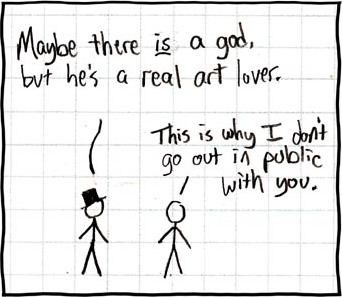 Maybe there is a god,
but he's a real art lover.
This is why I don't
go out in public
with you.